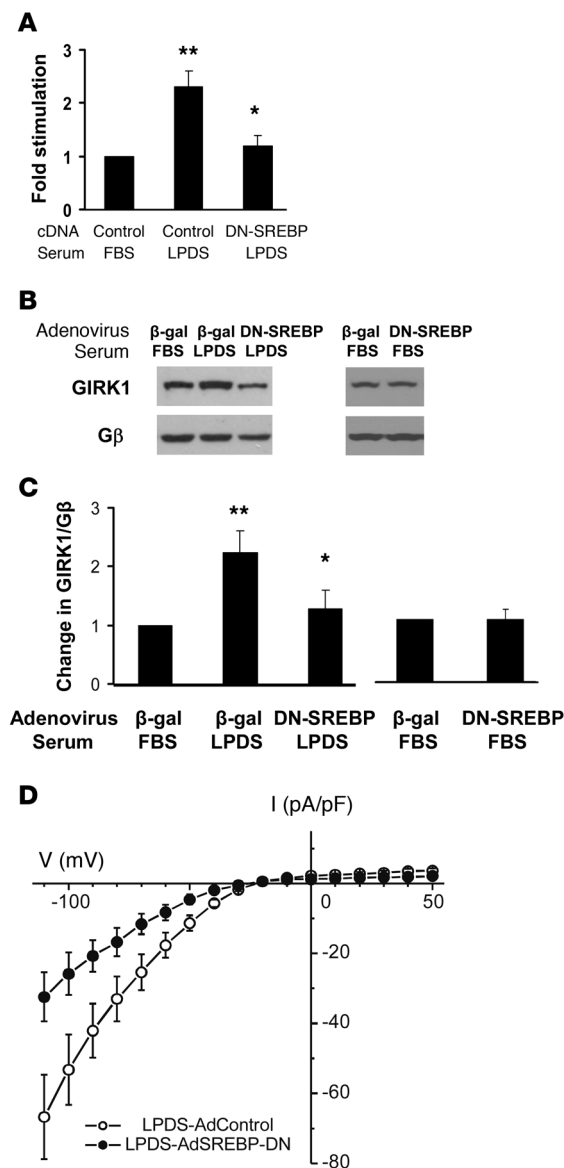 A
3
2
1
0
Fold stimulation
**
*
cDNA Control Control DN-SREBP
Serum FBS LPDS LPDS
B
Adenovirus β-gal β-gal DN-SREBP β-gal DN-SREBP
Serum FBS LPDS LPDS FBS FBS
GIRK1
Gβ
C
3
2
1
0
Change in GIRK1/Gβ
**
*
Adenovirus β-gal β-gal DN-SREBP β-gal DN-SREBP
Serum FBS LPDS LPDS FBS FBS
D
I (pA/pF)
V (mV)
-100 0 50
-20
-40
-60
-80
LPDS-AdControl
LPDS-AdSREBP-DN